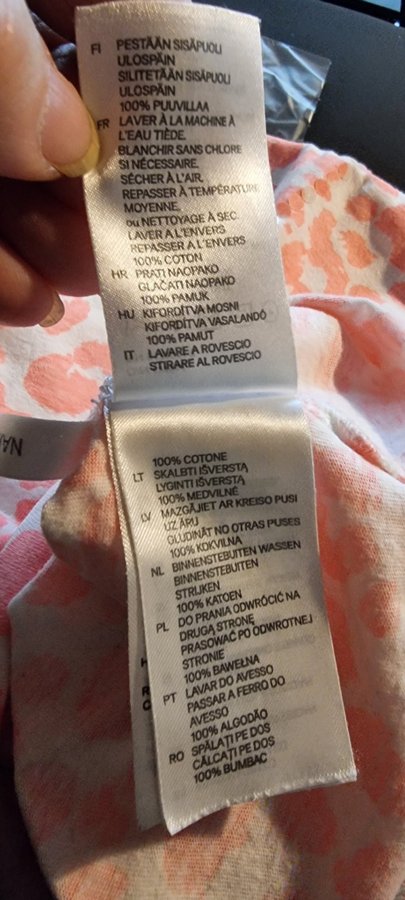 FI PESTÄÄN SISÄPUOLI
ULOSPÄIN
SILITETÄÄN SISÄPUOLI
ULOSPÄIN
100% PUUVILLAA
FR LAVER À LA MACHINE À
L'EAU TIÈDE.
BLANCHIR SANS CHLORE
SI NÉCESSAIRE.
SÉCHER À L'AIR.
REPASSER À TEMPÉRATURE
MOYENNE.
ou NETTOYAGE À SEC.
LAVER A L'ENVERS
REPASSER A L'ENVERS
100% COTON
HR PRATI NAOPAKO
GLAČATI NAOPAKO
100% PAMUK
HU KIFORDÍTVA MOSNI
KIFORDÍTVA VASALANDÓ
100% PAMUT
IT LAVARE A ROVESCIO
STIRARE AL ROVESCIO
100% COTONE
LT SKALBTI IŠVERSTĄ
LYGINTI IŠVERSTĄ
100% MEDVILNĖ
LV MAZGĀJIET AR KREISO PUSI
UZ ĀRU
GLUDINĀT NO OTRAS PUSES
100% KOKVILNA
NL BINNENSTEBUITEN WASSEN
BINNENSTEBUITEN
STRIJKEN
100% KATOEN
PL DO PRANIA ODWRÓCIĆ NA
DRUGĄ STRONĘ
PRASOWAĆ PO ODWROTNEJ
STRONIE
100% BAWEŁNA
PT LAVAR DO AVESSO
PASSAR A FERRO DO
AVESSO
100% ALGODÃO
RO SPĂLAŢI PE DOS
CĂLCAŢI PE DOS
100% BUMBAC